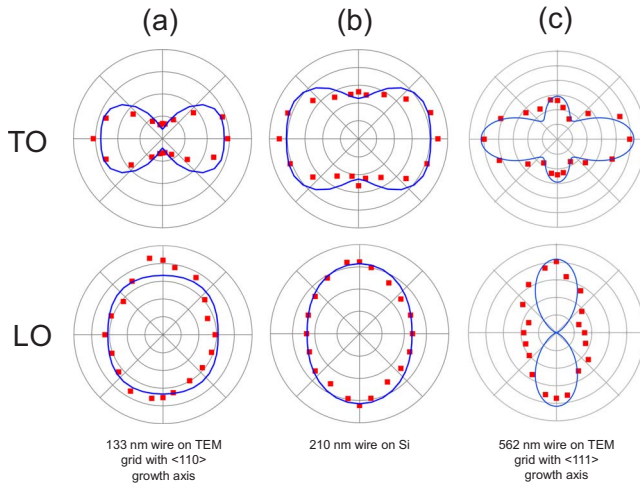 (a) (b) (c)
TO
LO
133 nm wire on TEM
grid with <110>
growth axis
210 nm wire on Si
562 nm wire on TEM
grid with <111>
growth axis